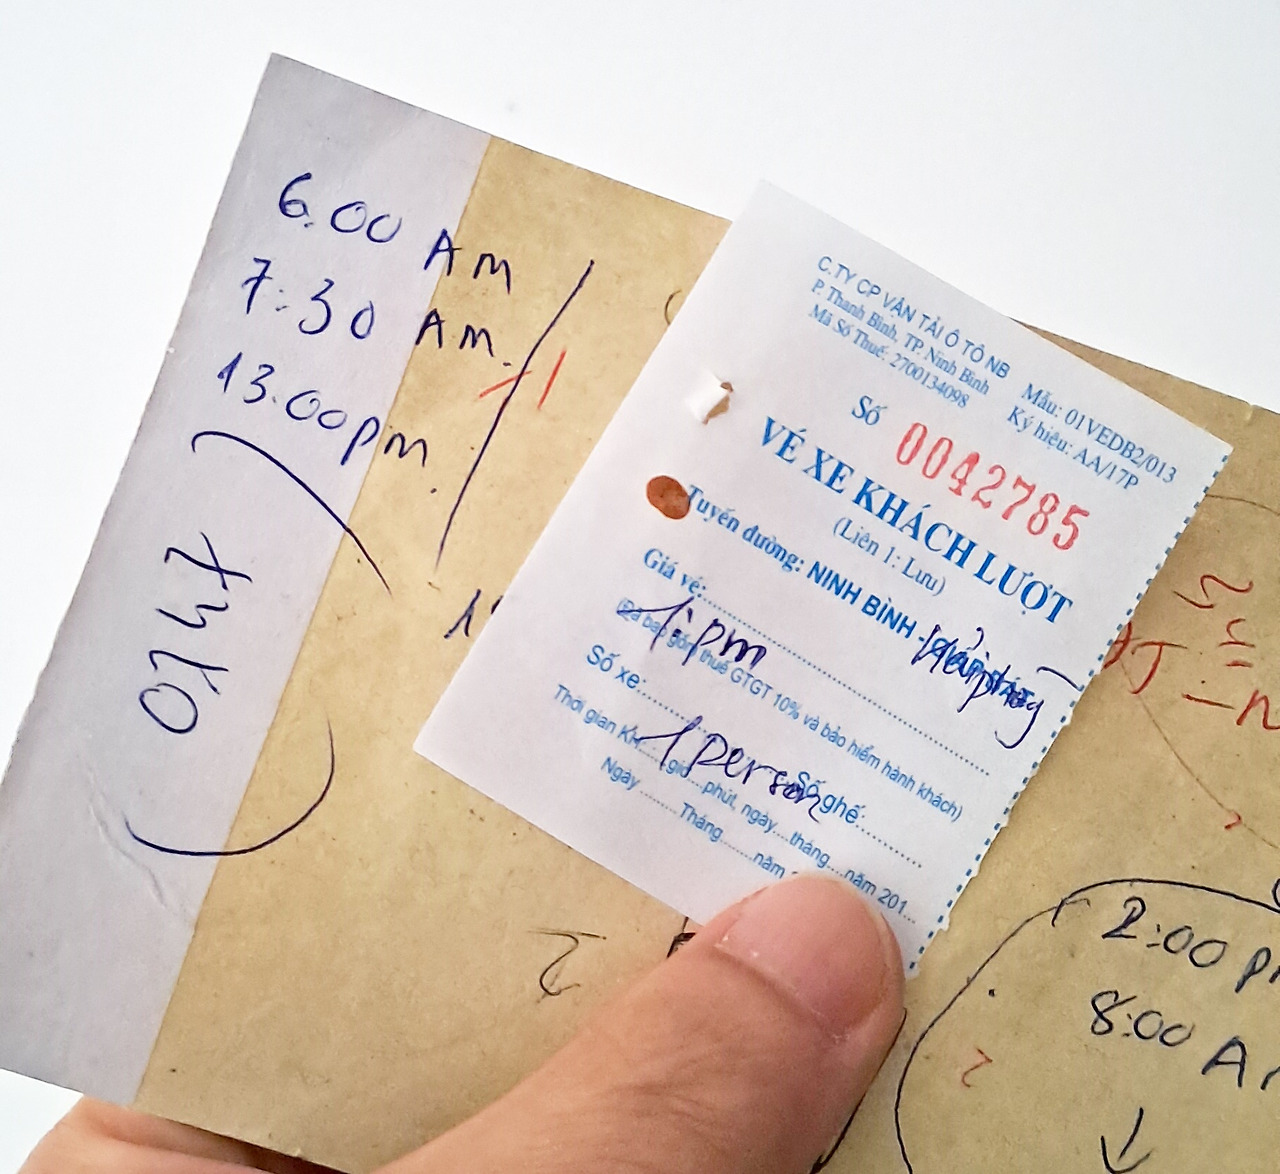 6.00 AM
7:30 AM.
13.00pm.
C.TY CP VẬN TẢI Ô TÔ NB
P. Thanh Bình, TP. Ninh Bình
Mã Số Thuế: 2700134098
Mẫu: 01VEDB2/013
Ký hiệu: AA/17P
Số 0042785
VÉ XE KHÁCH LƯỢT
(Liên 1: Lưu)
Tuyến đường: NINH BÌNH -
Giá vé:
1 pm
(Đã bao gồm thuế GTGT 10% và bảo hiểm hành khách)
Số xe: Số ghế:
1 person
Thời gian KH: giờ phút, ngày tháng năm 201
Ngày Tháng năm
2:00
8:00